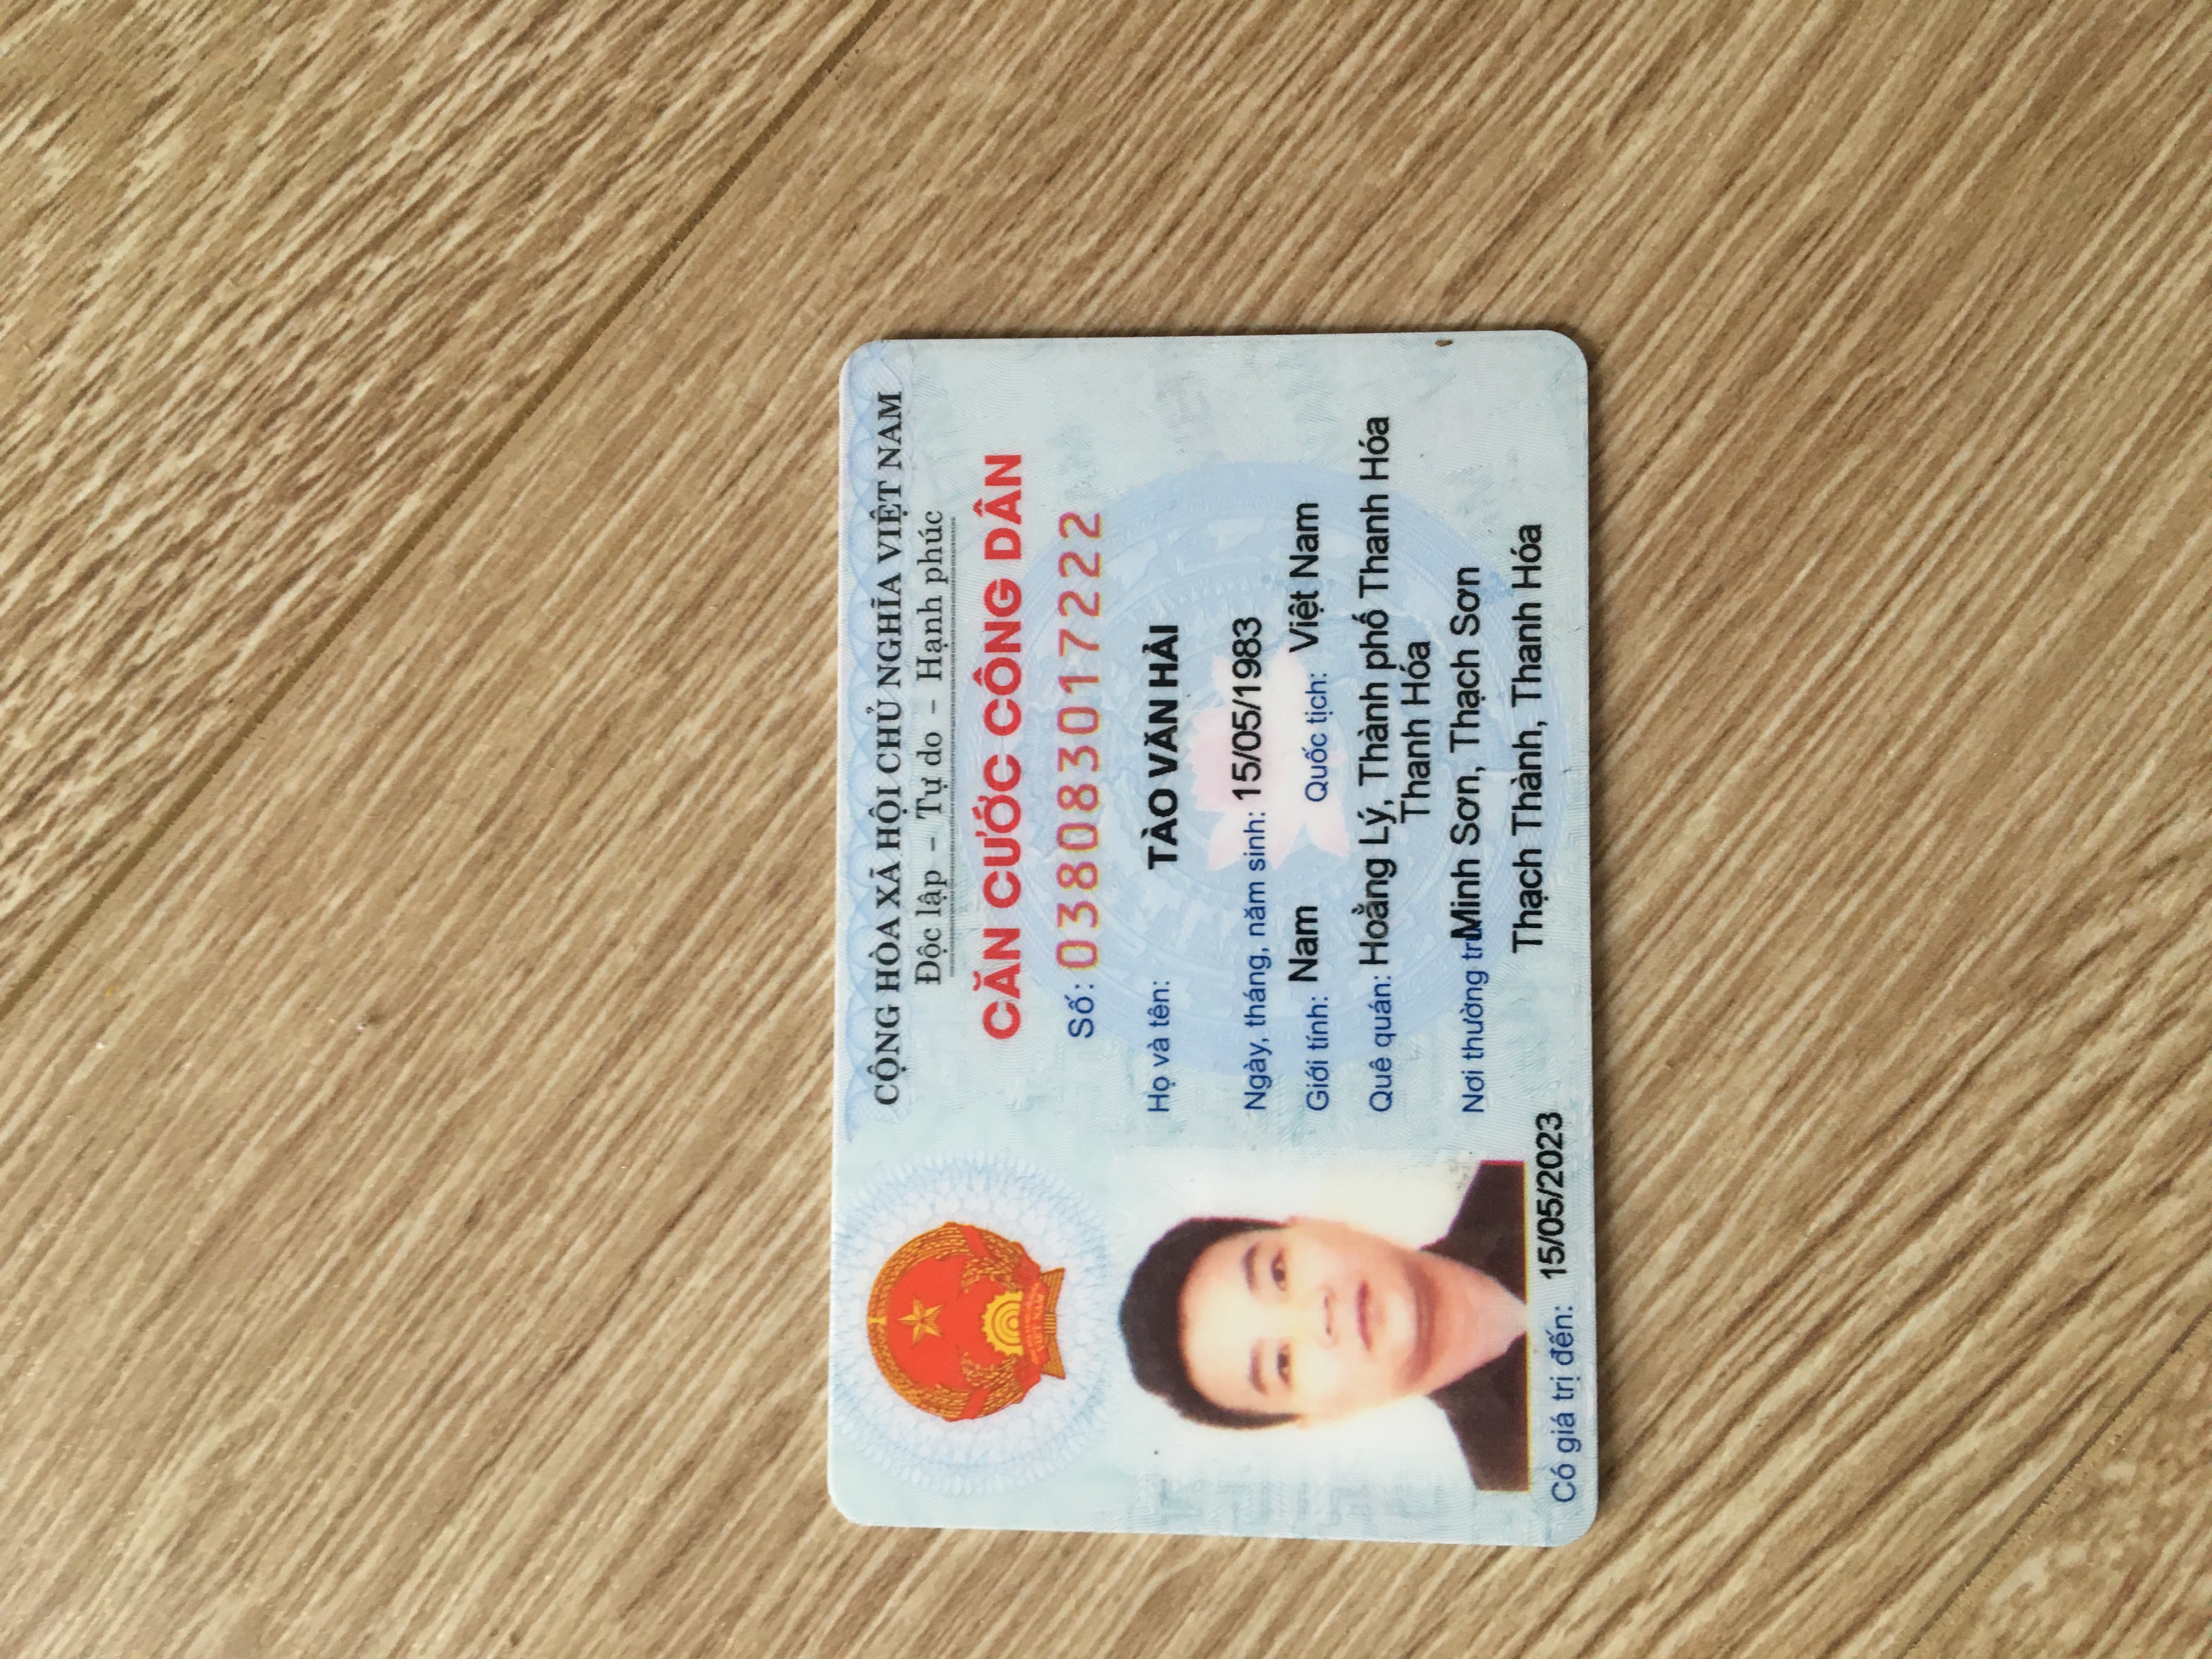 CỘNG HÒA XÃ HỘI CHỦ NGHĨA VIỆT NAM
Độc lập – Tự do – Hạnh phúc
CĂN CƯỚC CÔNG DÂN
Số: 038083017222
Họ và tên: TÀO VĂN HẢI
Ngày, tháng, năm sinh: 15/05/1983
Giới tính: Nam Quốc tịch: Việt Nam
Quê quán: Hoằng Lý, Thành phố Thanh Hóa
Thanh Hóa
Nơi thường trú: Minh Sơn, Thạch Sơn
Thạch Thành, Thanh Hóa
Có giá trị đến: 15/05/2023
VIỆT NAM